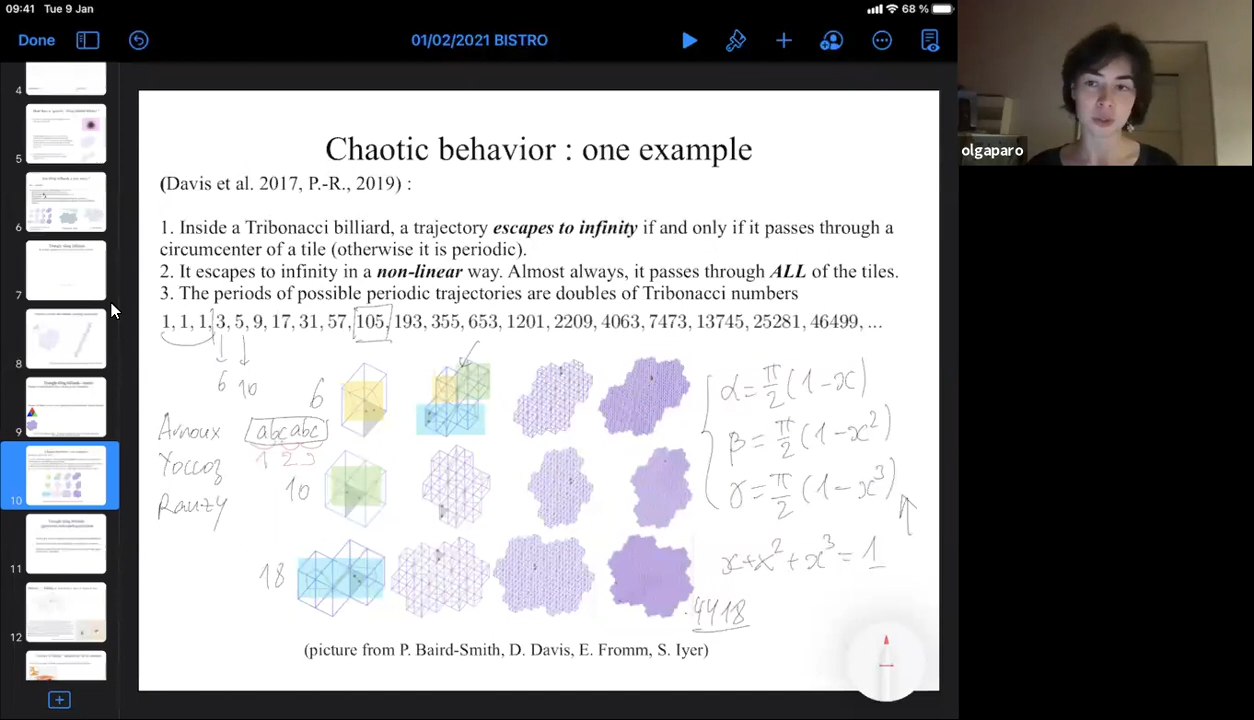 09:41 Tue 9 Jan
68 %
Done
01/02/2021 BISTRO
olgaparo
4
5
6
7
8
9
10
11
12
Chaotic behavior : one example
(Davis et al. 2017, P.-R., 2019) :
1. Inside a Tribonacci billiard, a trajectory escapes to infinity if and only if it passes through a
circumcenter of a tile (otherwise it is periodic).
2. It escapes to infinity in a non-linear way. Almost always, it passes through ALL of the tiles.
3. The periods of possible periodic trajectories are doubles of Tribonacci numbers
1, 1, 1, 3, 5, 9, 17, 31, 57, 105, 193, 355, 653, 1201, 2209, 4063, 7473, 13745, 25281, 46499, ...
6 10
6
Arnoux
Yoccoz
Rauzy
abcabc
1 2 3
10
18
α = π/2 (1 - x)
β = π/2 (1 - x²)
γ = π/2 (1 - x³)
x + x² + x³ = 1
4418
(picture from P. Baird-Smith, D. Davis, E. Fromm, S. Iyer)